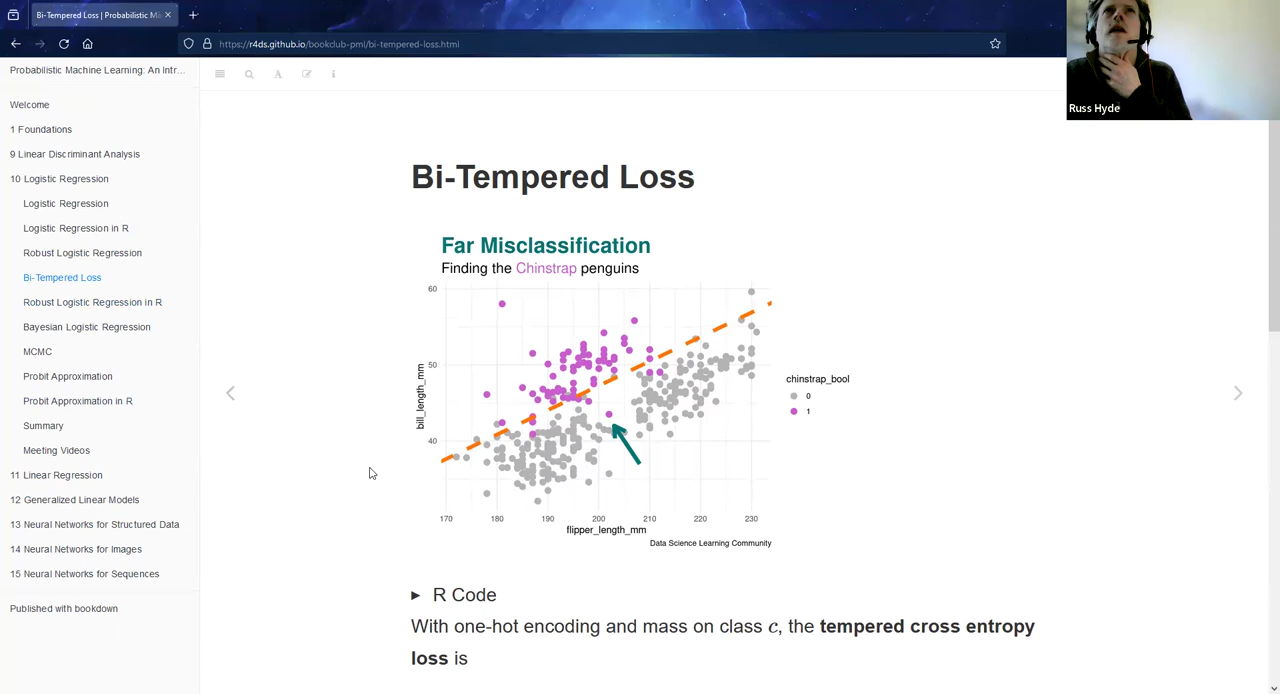 Bi-Tempered Loss | Probabilistic Ma
https://r4ds.github.io/bookclub-pml/bi-tempered-loss.html
Russ Hyde
Probabilistic Machine Learning: An Intr...
Welcome
1 Foundations
9 Linear Discriminant Analysis
10 Logistic Regression
Logistic Regression
Logistic Regression in R
Robust Logistic Regression
Bi-Tempered Loss
Robust Logistic Regression in R
Bayesian Logistic Regression
MCMC
Probit Approximation
Probit Approximation in R
Summary
Meeting Videos
11 Linear Regression
12 Generalized Linear Models
13 Neural Networks for Structured Data
14 Neural Networks for Images
15 Neural Networks for Sequences
Published with bookdown
Bi-Tempered Loss
Far Misclassification
Finding the Chinstrap penguins
60
50
40
bill_length_mm
170 180 190 200 210 220 230
flipper_length_mm
chinstrap_bool
0
1
Data Science Learning Community
R Code
With one-hot encoding and mass on class c, the tempered cross entropy
loss is